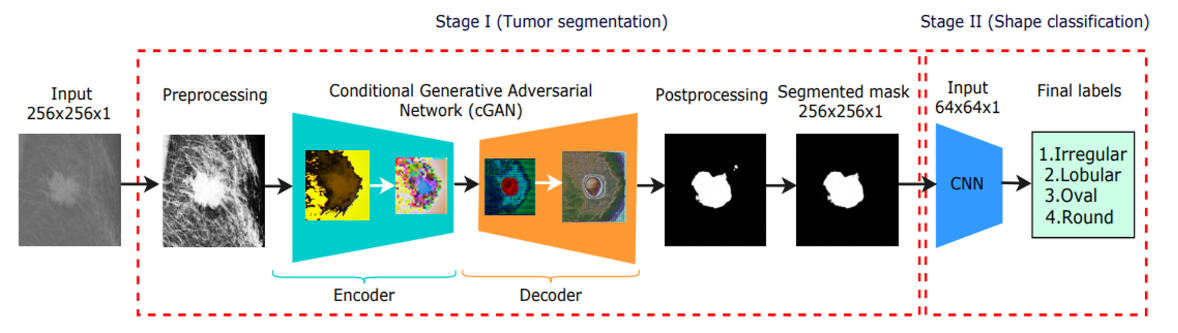 Stage I (Tumor segmentation)
Stage II (Shape classification)
Input
256x256x1
Preprocessing
Conditional Generative Adversarial
Network (cGAN)
Postprocessing
Segmented mask
256x256x1
Input
64x64x1
Final labels
CNN
1.Irregular
2.Lobular
3.Oval
4.Round
Encoder
Decoder